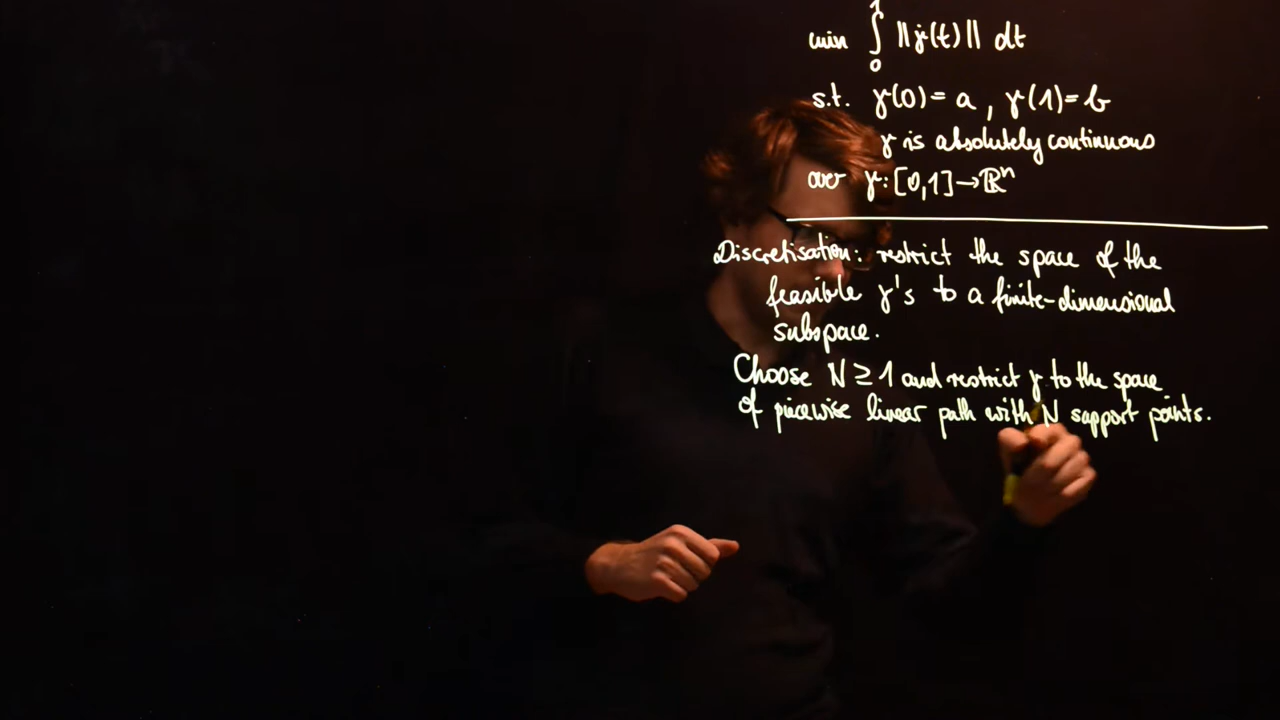 min ∫₀¹ ||γ̇(t)|| dt
s.t. γ(0)=a, γ(1)=b
γ is absolutely continuous
over γ:[0,1]→ℝⁿ
Discretisation: restrict the space of the
feasible γ's to a finite-dimensional
subspace.
Choose N≥1 and restrict γ to the space
of piecewise linear path with N support points.